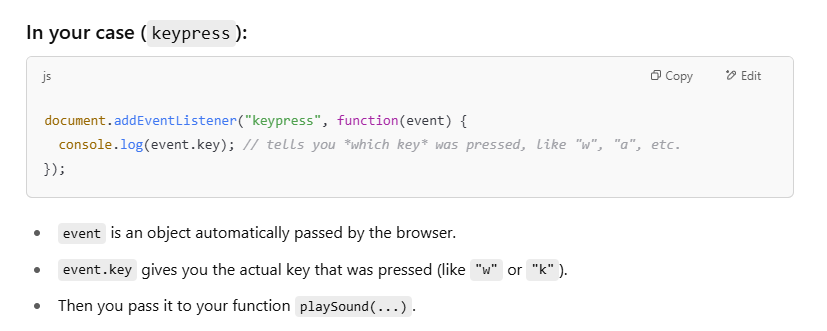 In your case (keypress):
js
Copy
Edit
document.addEventListener("keypress", function(event) {
  console.log(event.key); // tells you *which key* was pressed, like "w", "a", etc.
});
• event is an object automatically passed by the browser.
• event.key gives you the actual key that was pressed (like "w" or "k").
• Then you pass it to your function playSound(...).